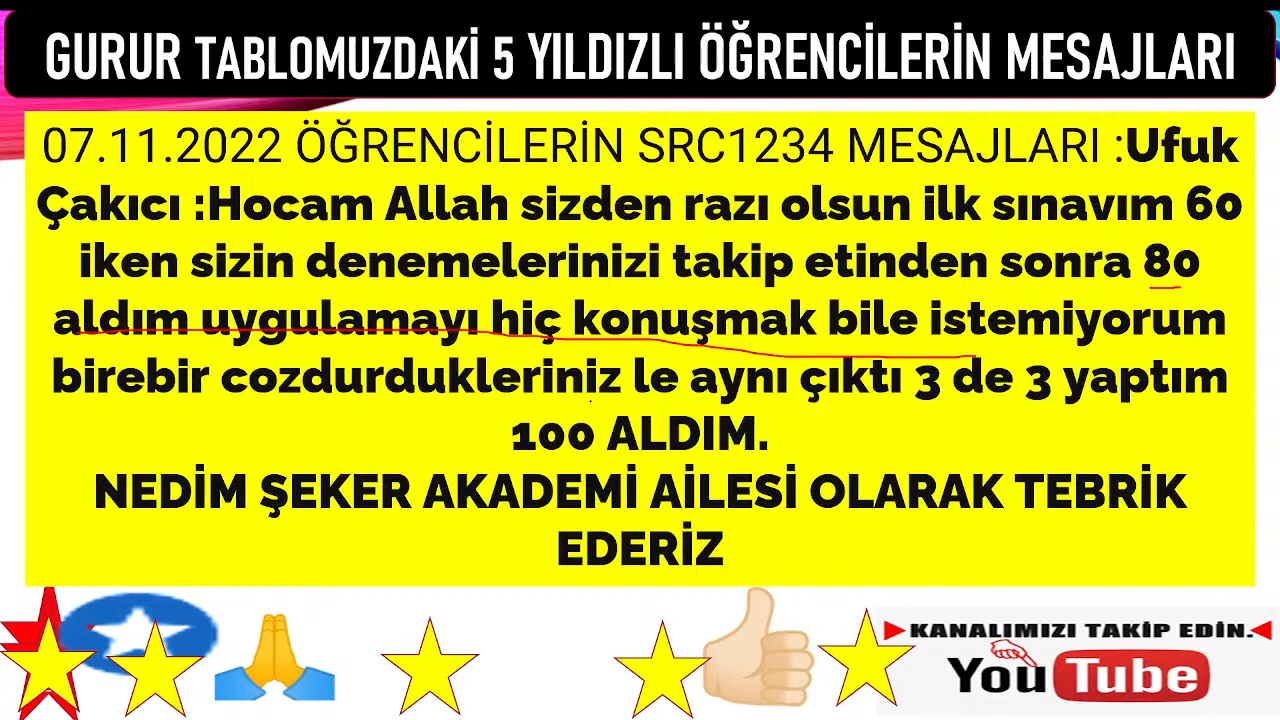 GURUR TABLOMUZDAKİ 5 YILDIZLI ÖĞRENCİLERİN MESAJLARI
07.11.2022 ÖĞRENCİLERİN SRC1234 MESAJLARI :Ufuk
Çakıcı :Hocam Allah sizden razı olsun ilk sınavım 60
iken sizin denemelerinizi takip etinden sonra 80
aldım uygulamayı hiç konuşmak bile istemiyorum
birebir cozdurdukleriniz le aynı çıktı 3 de 3 yaptım
100 ALDIM.
NEDİM ŞEKER AKADEMİ AİLESİ OLARAK TEBRİK
EDERİZ
KANALIMIZI TAKİP EDİN.
YouTube